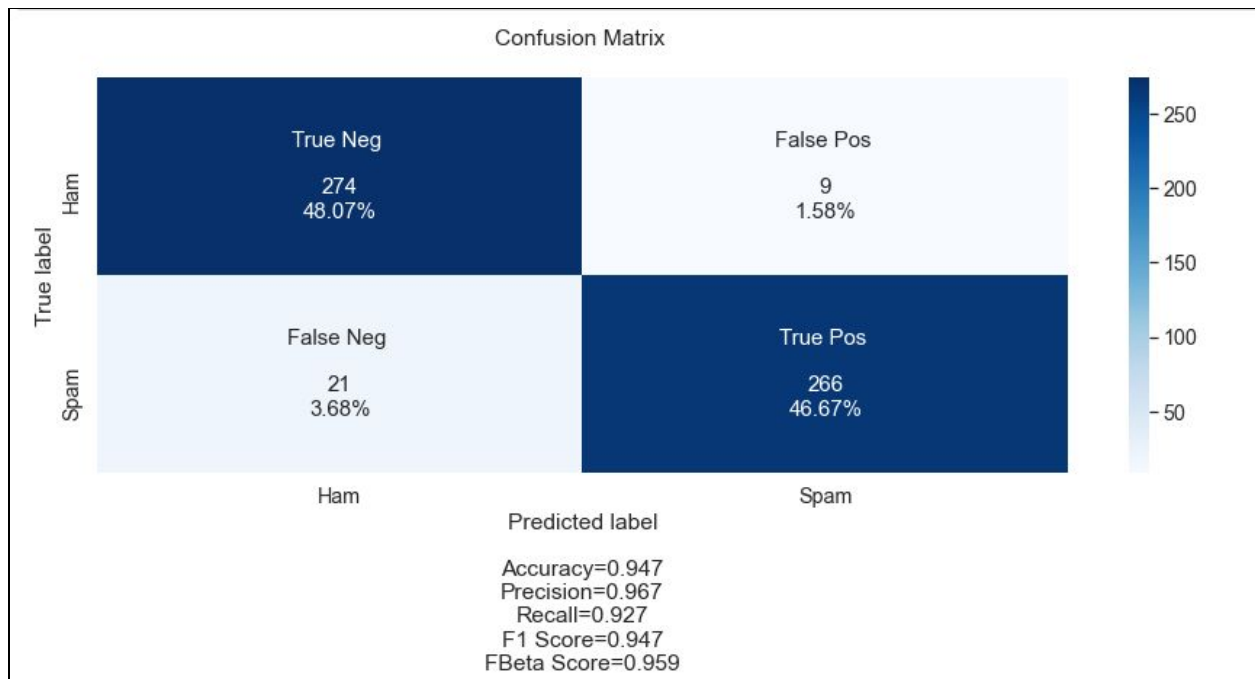 Confusion Matrix
True Neg
274
48.07%
False Pos
9
1.58%
False Neg
21
3.68%
True Pos
266
46.67%
True label
Ham
Spam
Ham
Spam
Predicted label
Accuracy=0.947
Precision=0.967
Recall=0.927
F1 Score=0.947
FBeta Score=0.959
250
200
150
100
50